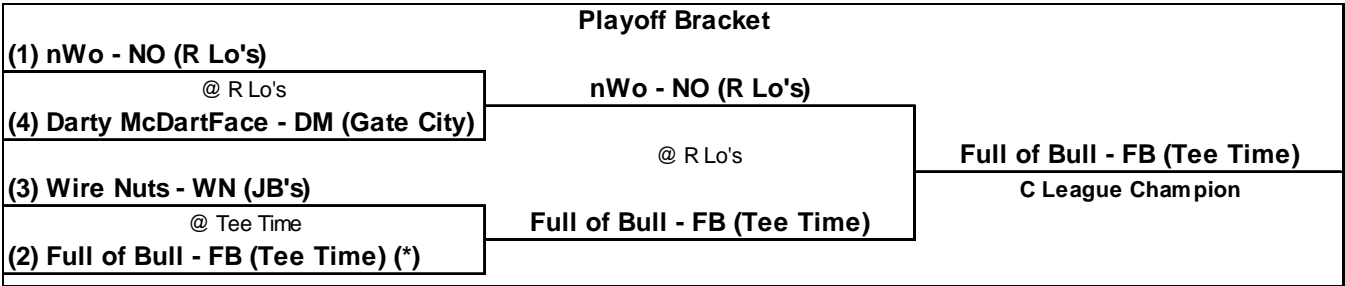 Playoff Bracket
(1) nWo - NO (R Lo's)
@ R Lo's
nWo - NO (R Lo's)
(4) Darty McDartFace - DM (Gate City)
@ R Lo's
Full of Bull - FB (Tee Time)
(3) Wire Nuts - WN (JB's)
C League Champion
@ Tee Time
Full of Bull - FB (Tee Time)
(2) Full of Bull - FB (Tee Time) (*)